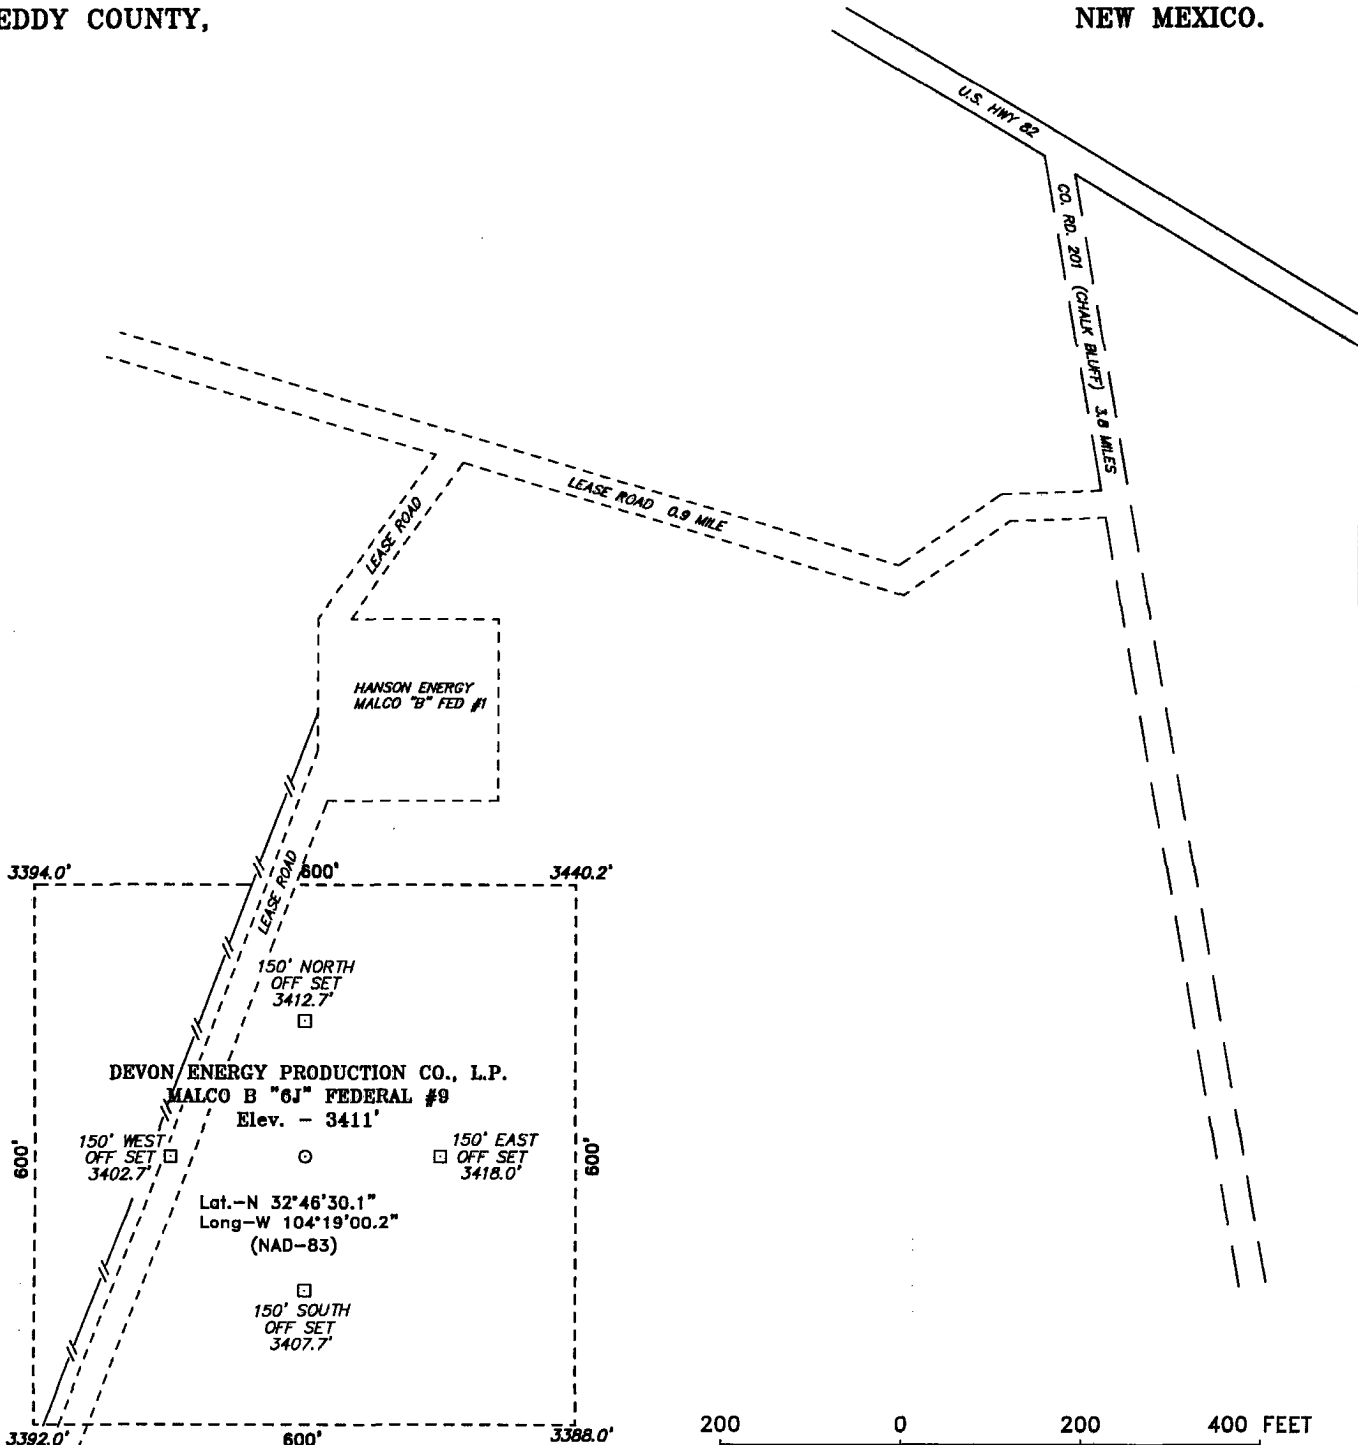 EDDY COUNTY,
NEW MEXICO.
U.S. HWY 82
CO. RD. 201 (CHALK BLUFF) 3.8 MILES
LEASE ROAD 0.9 MILE
LEASE ROAD
HANSON ENERGY
MALCO "B" FED #1
LEASE ROAD
3394.0'
600'
3440.2'
150' NORTH
OFF SET
3412.7'
DEVON ENERGY PRODUCTION CO., L.P.
MALCO B "6J" FEDERAL #9
Elev. - 3411'
600'
150' WEST
OFF SET
3402.7'
150' EAST
OFF SET
3418.0'
600'
Lat.-N 32°46'30.1"
Long-W 104°19'00.2"
(NAD-83)
150' SOUTH
OFF SET
3407.7'
3392.0'
600'
3388.0'
200 0 200 400 FEET